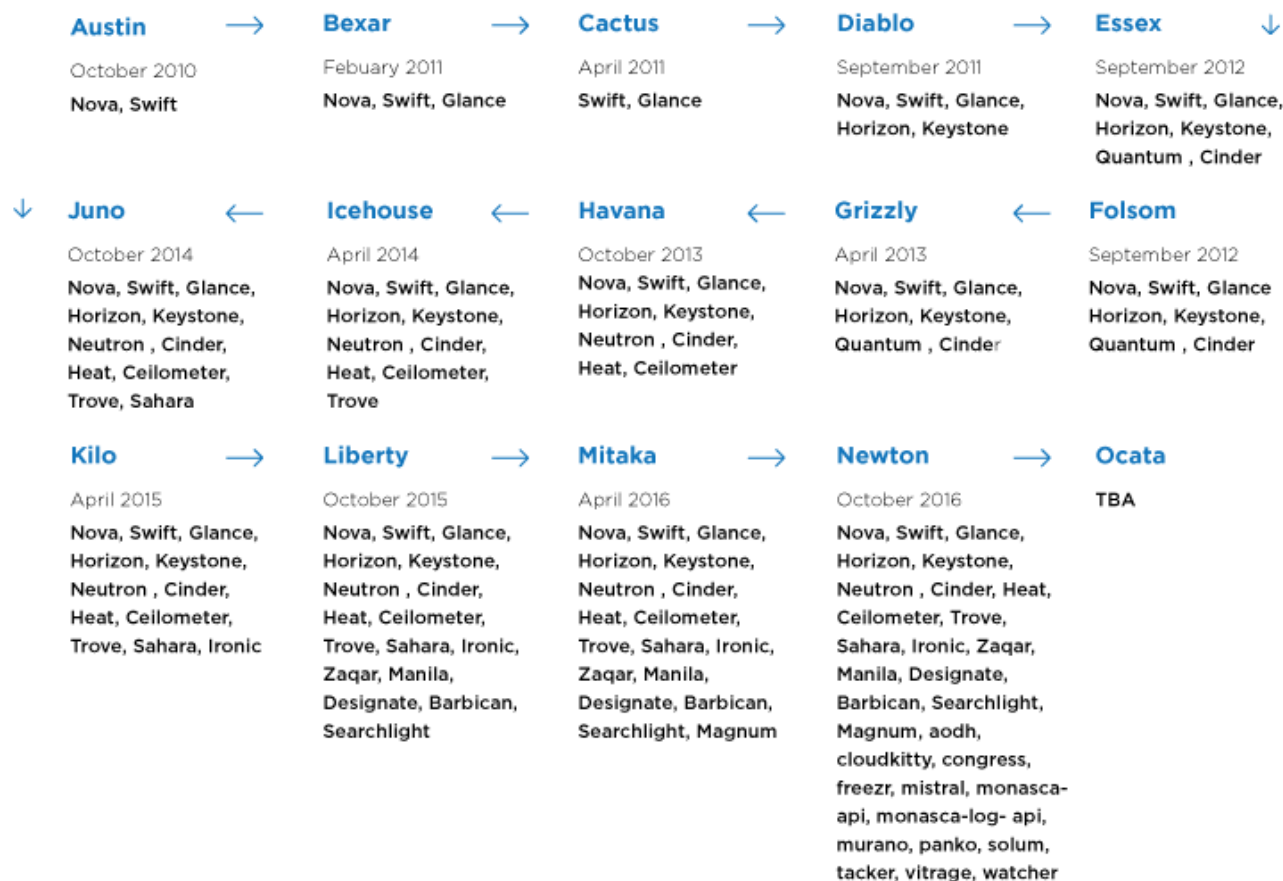 Austin
October 2010
Nova, Swift
Bexar
Febuary 2011
Nova, Swift, Glance
Cactus
April 2011
Swift, Glance
Diablo
September 2011
Nova, Swift, Glance,
Horizon, Keystone
Essex
September 2012
Nova, Swift, Glance,
Horizon, Keystone,
Quantum , Cinder
Juno
October 2014
Nova, Swift, Glance,
Horizon, Keystone,
Neutron , Cinder,
Heat, Ceilometer,
Trove, Sahara
Icehouse
April 2014
Nova, Swift, Glance,
Horizon, Keystone,
Neutron , Cinder,
Heat, Ceilometer,
Trove
Havana
October 2013
Nova, Swift, Glance,
Horizon, Keystone,
Neutron , Cinder,
Heat, Ceilometer
Grizzly
April 2013
Nova, Swift, Glance,
Horizon, Keystone,
Quantum , Cinder
Folsom
September 2012
Nova, Swift, Glance
Horizon, Keystone,
Quantum , Cinder
Kilo
April 2015
Nova, Swift, Glance,
Horizon, Keystone,
Neutron , Cinder,
Heat, Ceilometer,
Trove, Sahara, Ironic
Liberty
October 2015
Nova, Swift, Glance,
Horizon, Keystone,
Neutron , Cinder,
Heat, Ceilometer,
Trove, Sahara, Ironic,
Zaqar, Manila,
Designate, Barbican,
Searchlight
Mitaka
April 2016
Nova, Swift, Glance,
Horizon, Keystone,
Neutron , Cinder,
Heat, Ceilometer,
Trove, Sahara, Ironic,
Zaqar, Manila,
Designate, Barbican,
Searchlight, Magnum
Newton
October 2016
Nova, Swift, Glance,
Horizon, Keystone,
Neutron , Cinder, Heat,
Ceilometer, Trove,
Sahara, Ironic, Zaqar,
Manila, Designate,
Barbican, Searchlight,
Magnum, aodh,
cloudkitty, congress,
freezr, mistral, monasca-
api, monasca-log- api,
murano, panko, solum,
tacker, vitrage, watcher
Ocata
TBA